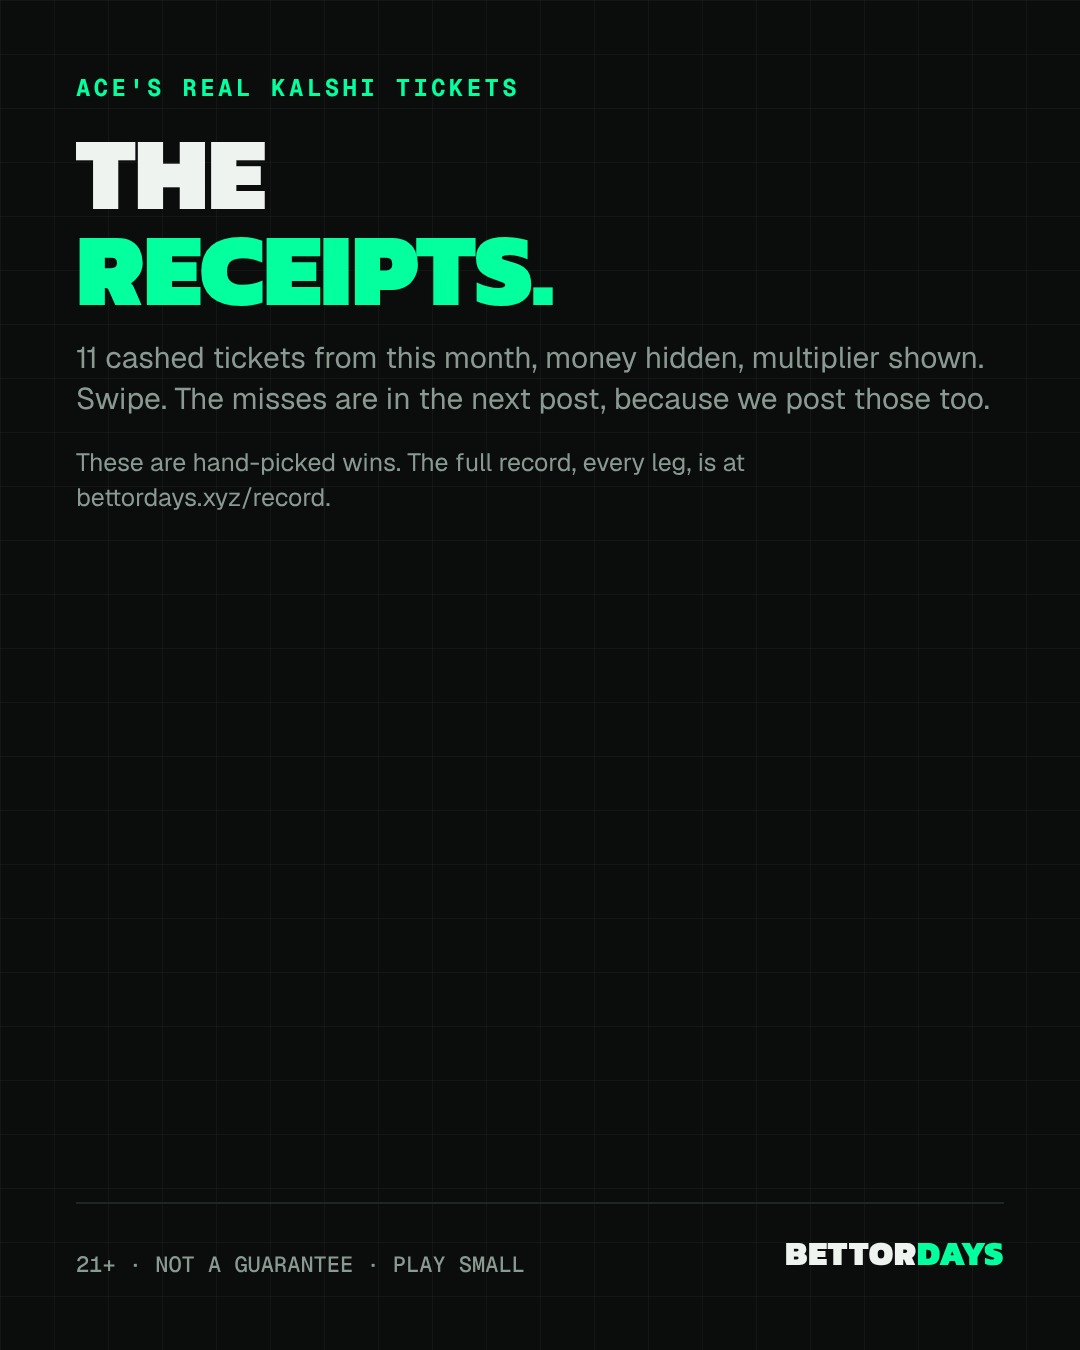 ACE'S REAL KALSHI TICKETS
THE
RECEIPTS.
11 cashed tickets from this month, money hidden, multiplier shown.
Swipe. The misses are in the next post, because we post those too.
These are hand-picked wins. The full record, every leg, is at
bettordays.xyz/record.
21+ · NOT A GUARANTEE · PLAY SMALL
BETTORDAYS